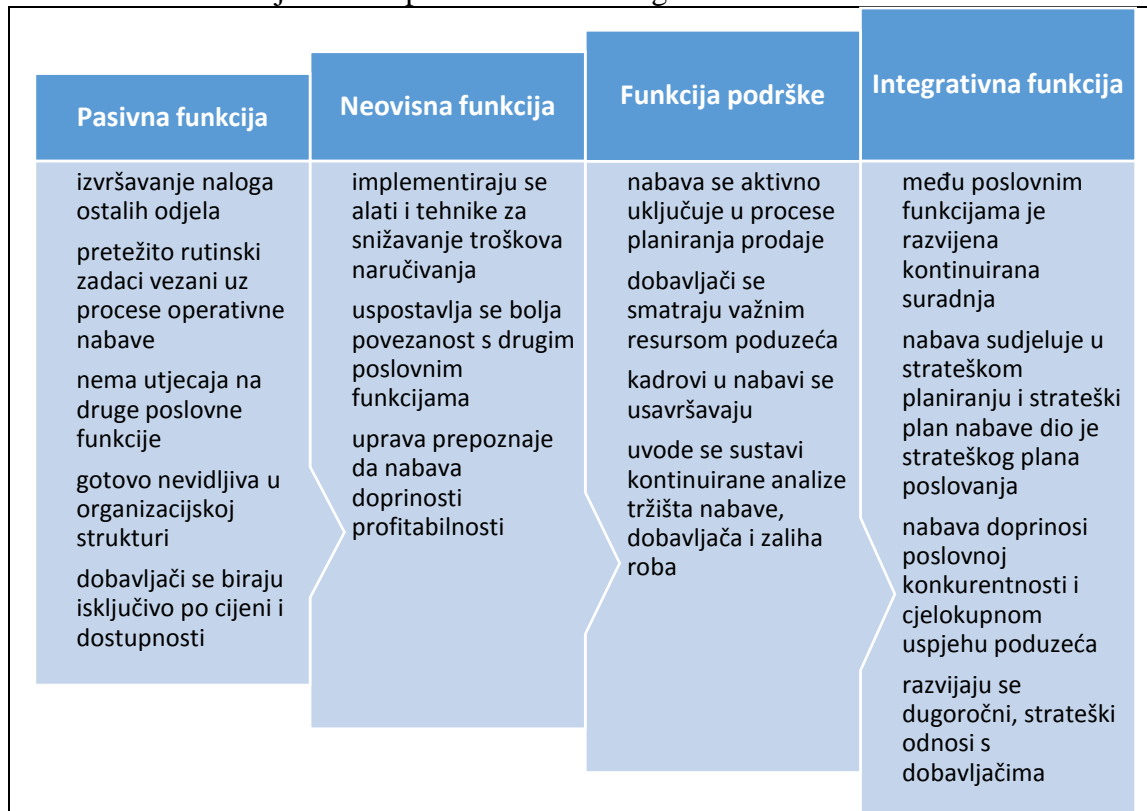 Pasivna funkcija
izvršavanje naloga
ostalih odjela
pretežito rutinski
zadaci vezani uz
procese operativne
nabave
nema utjecaja na
druge poslovne
funkcije
gotovo nevidljiva u
organizacijskoj
strukturi
dobavljači se biraju
isključivo po cijeni i
dostupnosti
Neovisna funkcija
implementiraju se
alati i tehnike za
snižavanje troškova
naručivanja
uspostavlja se bolja
povezanost s drugim
poslovnim
funkcijama
uprava prepoznaje
da nabava
doprinosti
profitabilnosti
Funkcija podrške
nabava se aktivno
uključuje u procese
planiranja prodaje
dobavljači se
smatraju važnim
resursom poduzeća
kadrovi u nabavi se
usavršavaju
uvode se sustavi
kontinuirane analize
tržišta nabave,
dobavljača i zaliha
roba
Integrativna funkcija
među poslovnim
funkcijama je
razvijena
kontinuirana
suradnja
nabava sudjeluje u
strateškom
planiranju i strateški
plan nabave dio je
strateškog plana
poslovanja
nabava doprinosi
poslovnoj
konkurentnosti i
cjelokupnom
uspjehu poduzeća
razvijaju se
dugoročni, strateški
odnosi s
dobavljačima